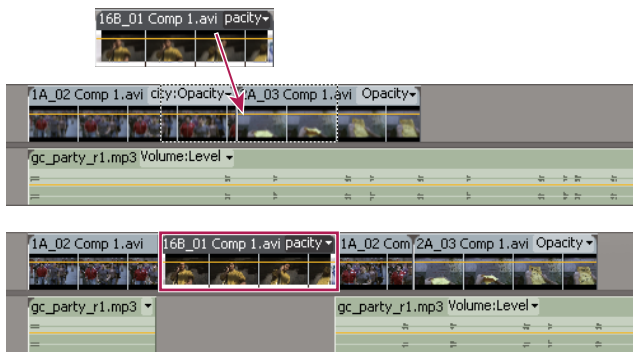 16B_01 Comp 1.avi pacity
1A_02 Comp 1.avi city:Opacity A_03 Comp 1.avi Opacity
gc_party_r1.mp3 Volume:Level
1A_02 Comp 1.avi 16B_01 Comp 1.avi pacity 1A_02 Com 2A_03 Comp 1.avi Opacity
gc_party_r1.mp3 gc_party_r1.mp3 Volume:Level